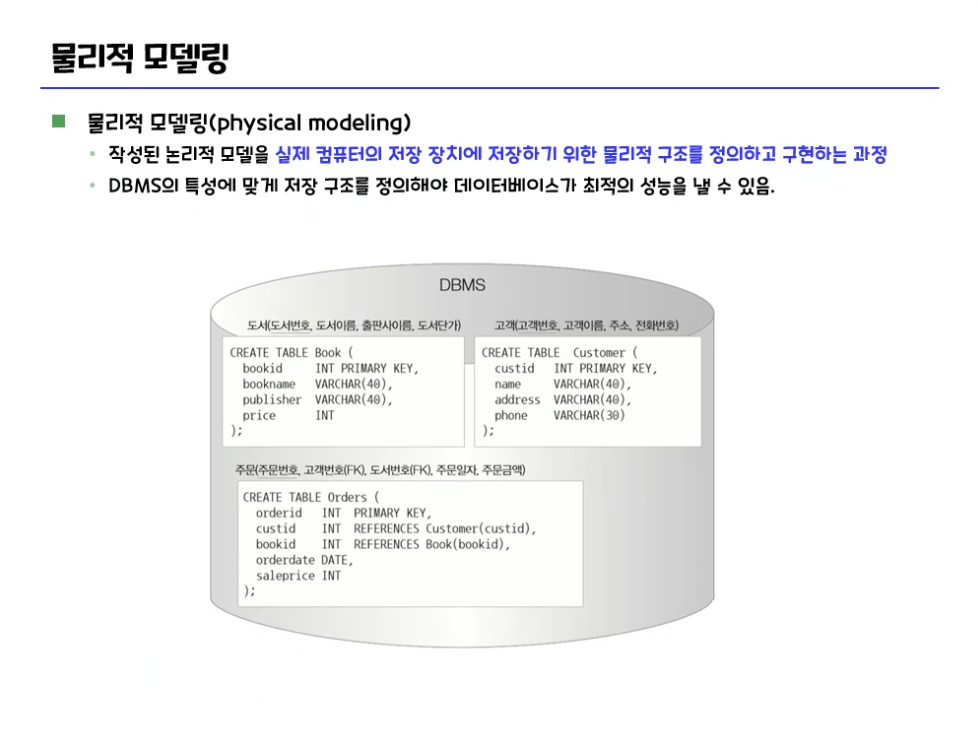 물리적 모델링
물리적 모델링(physical modeling)
작성된 논리적 모델을 실제 컴퓨터의 저장 장치에 저장하기 위한 물리적 구조를 정의하고 구현하는 과정
DBMS의 특성에 맞게 저장 구조를 정의해야 데이터베이스가 최적의 성능을 낼 수 있음.
DBMS
도서(도서번호, 도서이름, 출판사이름, 도서단가)
CREATE TABLE Book (
bookid INT PRIMARY KEY,
bookname VARCHAR(40),
publisher VARCHAR(40),
price INT
);
고객(고객번호, 고객이름, 주소, 전화번호)
CREATE TABLE Customer (
custid INT PRIMARY KEY,
name VARCHAR(40),
address VARCHAR(40),
phone VARCHAR(30)
);
주문(주문번호, 고객번호(FK), 도서번호(FK), 주문일자, 주문금액)
CREATE TABLE Orders (
orderid INT PRIMARY KEY,
custid INT REFERENCES Customer(custid),
bookid INT REFERENCES Book(bookid),
orderdate DATE,
saleprice INT
);